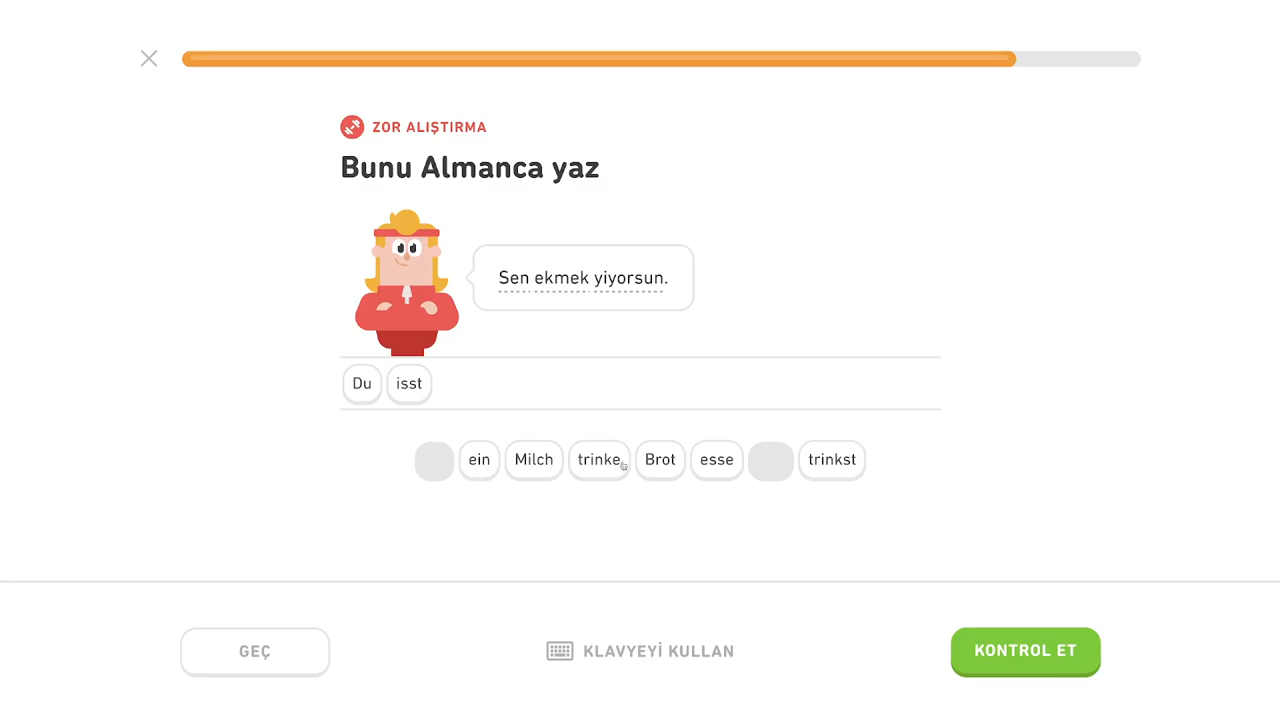 ZOR ALIŞTIRMA
Bunu Almanca yaz
Sen ekmek yiyorsun.
Du isst
ein Milch trinke Brot esse trinkst
GEÇ KLAVYEYİ KULLAN KONTROL ET